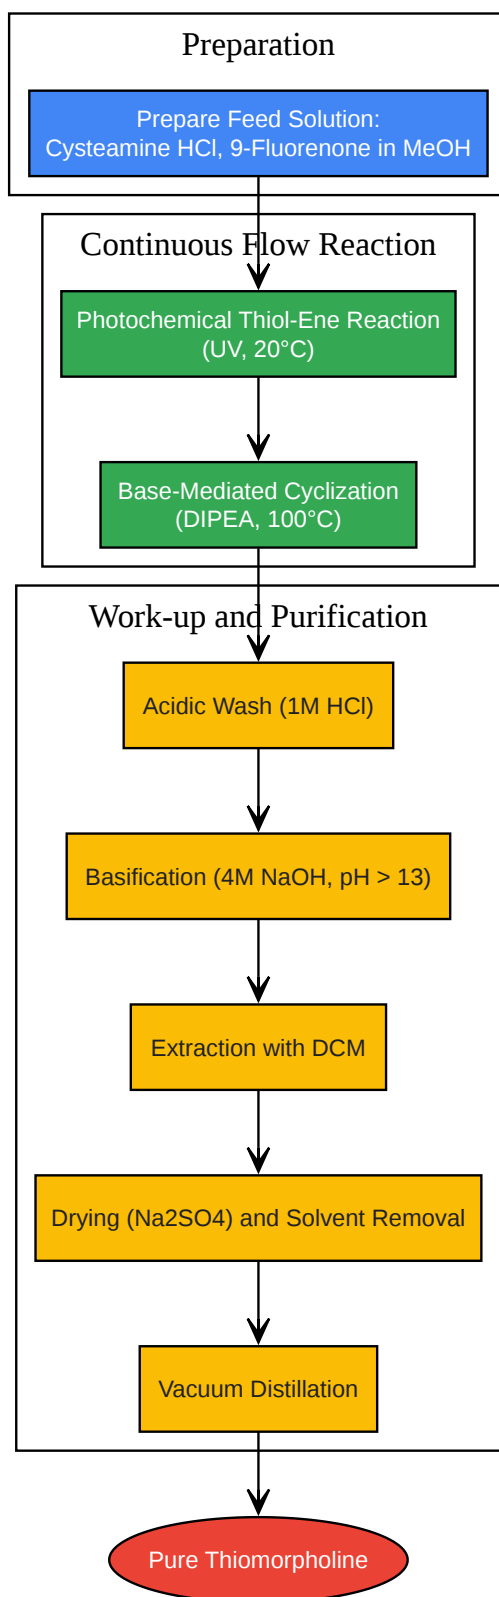 Preparation
Prepare Feed Solution:
Cysteamine HCl, 9-Fluorenone in MeOH
Continuous Flow Reaction
Photochemical Thiol-Ene Reaction
(UV, 20°C)
Base-Mediated Cyclization
(DIPEA, 100°C)
Work-up and Purification
Acidic Wash (1M HCl)
Basification (4M NaOH, pH > 13)
Extraction with DCM
Drying (Na2SO4) and Solvent Removal
Vacuum Distillation
Pure Thiomorpholine